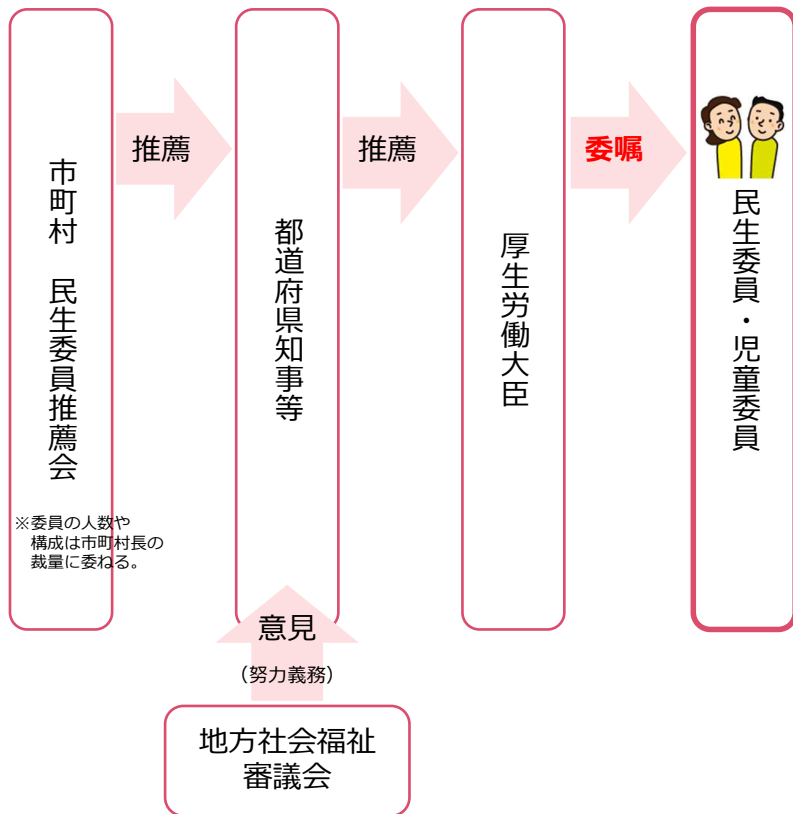 市町村　民生委員推薦会
※委員の人数や
構成は市町村長の
裁量に委ねる。
推薦
都道府県知事等
推薦
厚生労働大臣
委嘱
民生委員・児童委員
意見
（努力義務）
地方社会福祉
審議会